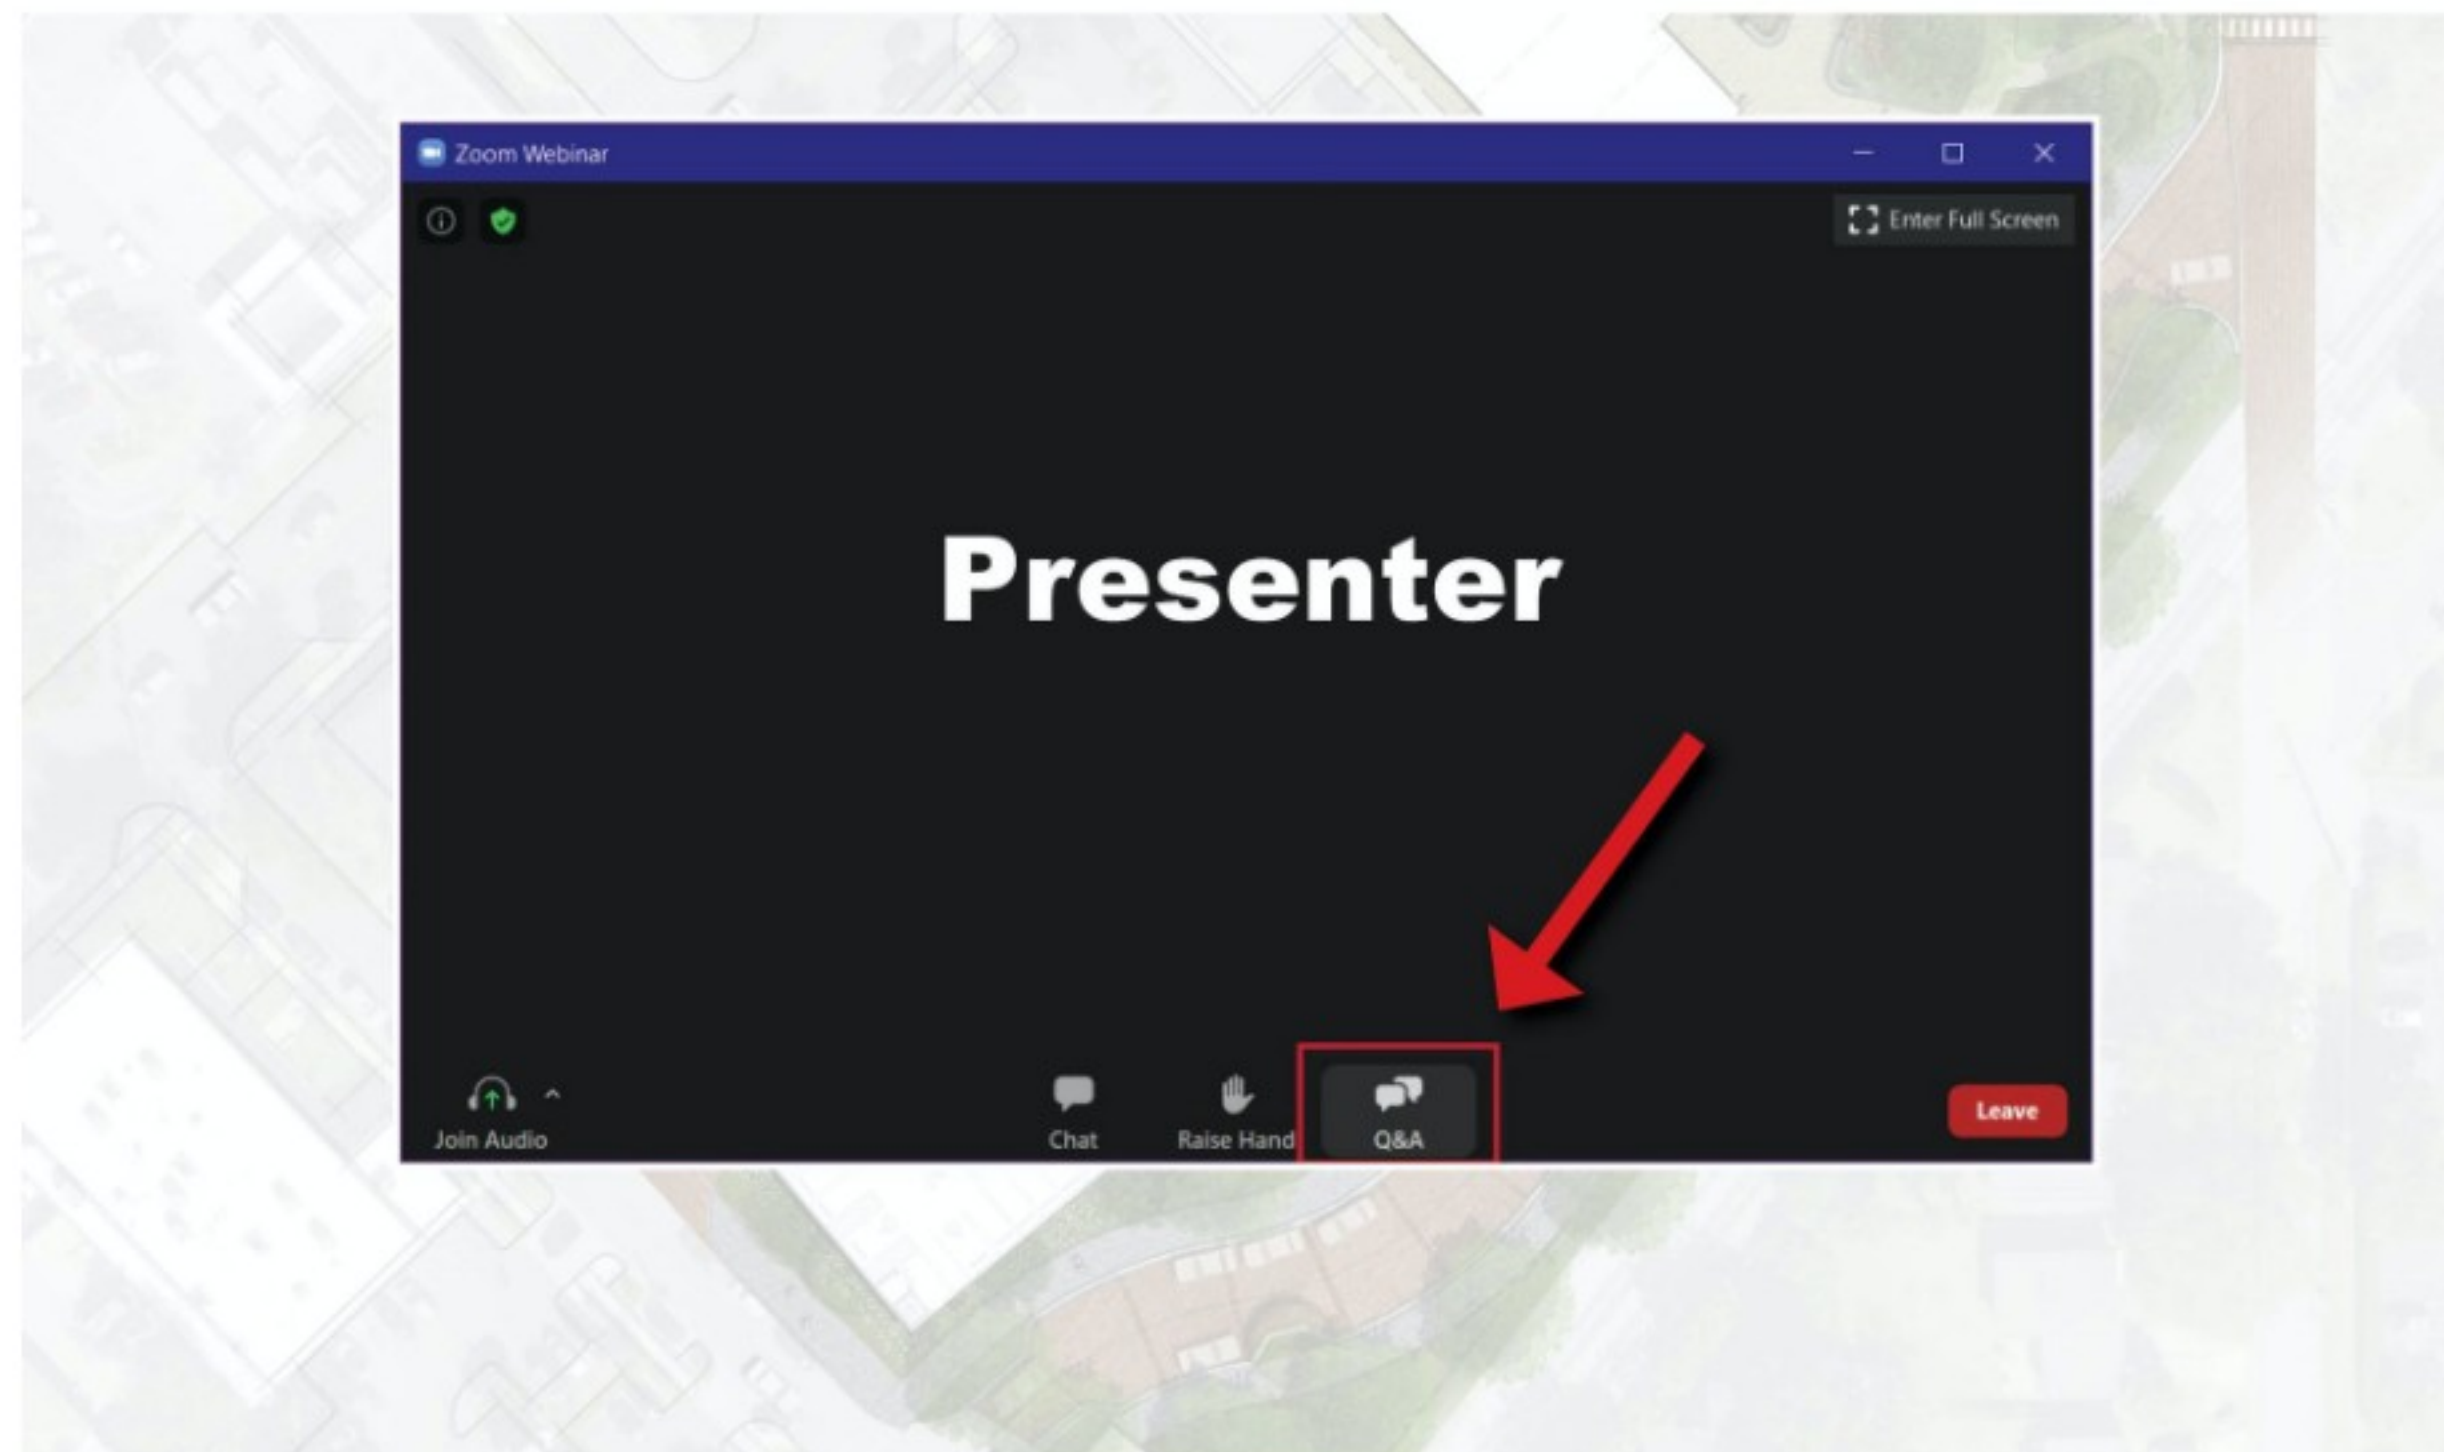 Zoom Webinar
Enter Full Screen
Presenter
Join Audio
Chat
Raise Hand
Q&A
Leave